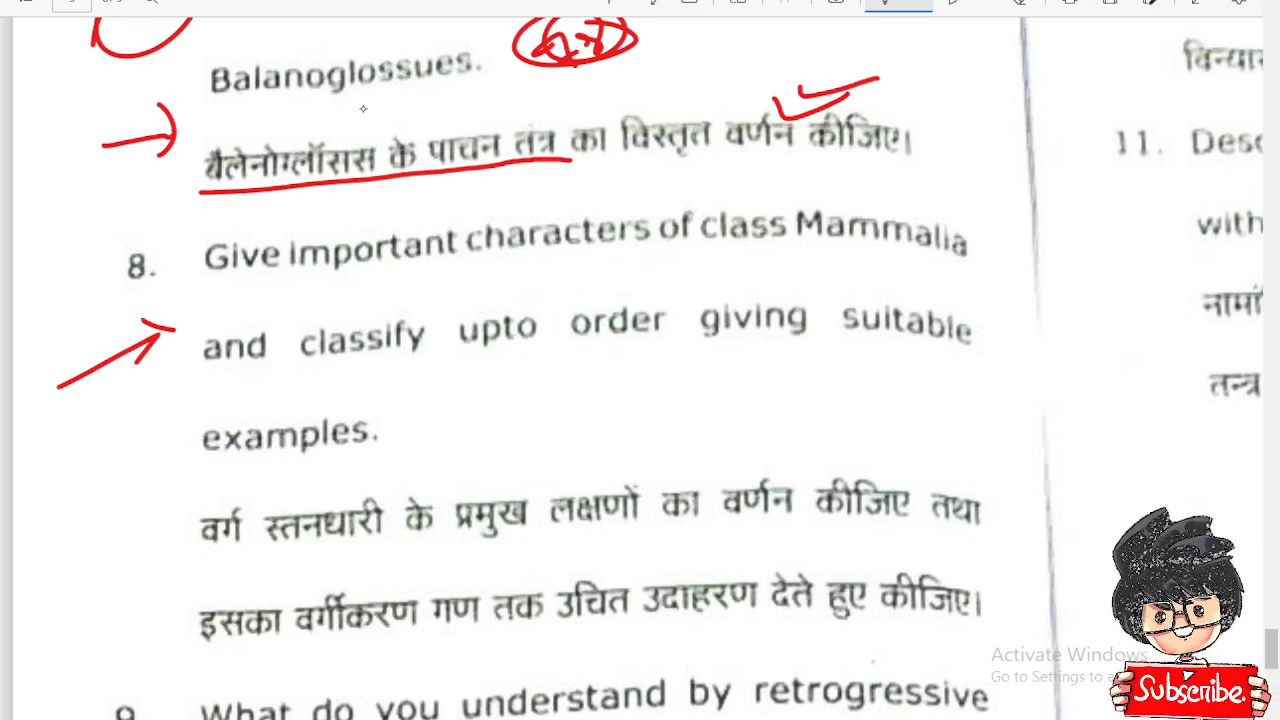 Balanoglossues.
बैलेनोग्लॉसस के पाचन तंत्र का विस्तृत वर्णन कीजिए।
8. Give important characters of class Mammalia
and classify upto order giving suitable
examples.
वर्ग स्तनधारी के प्रमुख लक्षणों का वर्णन कीजिए तथा
इसका वर्गीकरण गण तक उचित उदाहरण देते हुए कीजिए।
9. What do you understand by retrogressive
11. Desc
with
नामां
तन्त्र
Activate Windows
Go to Settings to a
Subscribe